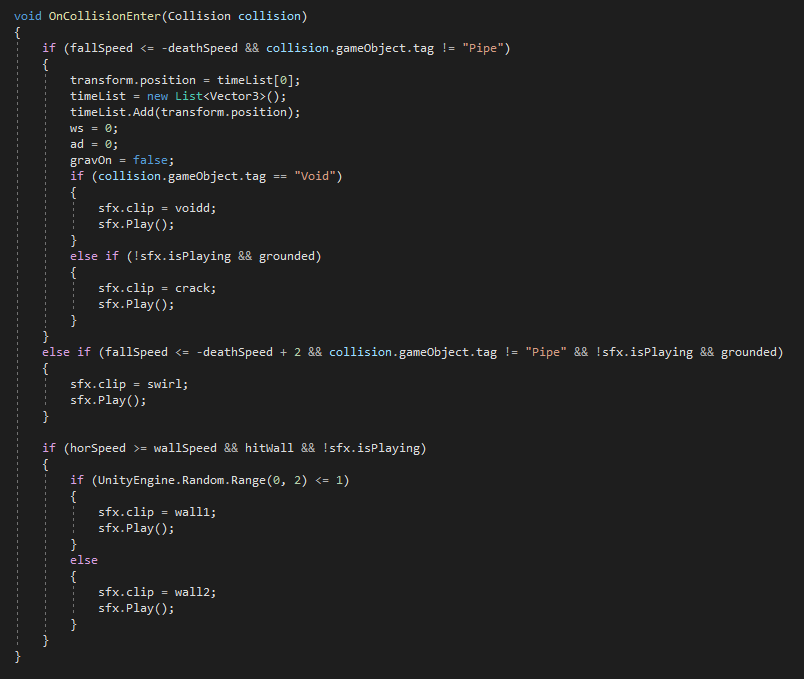 void OnCollisionEnter(Collision collision)
{
    if (fallSpeed <= -deathSpeed && collision.gameObject.tag != "Pipe")
    {
        transform.position = timeList[0];
        timeList = new List<Vector3>();
        timeList.Add(transform.position);
        ws = 0;
        ad = 0;
        gravOn = false;
        if (collision.gameObject.tag == "Void")
        {
            sfx.clip = voidd;
            sfx.Play();
        }
        else if (!sfx.isPlaying && grounded)
        {
            sfx.clip = crack;
            sfx.Play();
        }
    }
    else if (fallSpeed <= -deathSpeed + 2 && collision.gameObject.tag != "Pipe" && !sfx.isPlaying && grounded)
    {
        sfx.clip = swirl;
        sfx.Play();
    }

    if (horSpeed >= wallSpeed && hitWall && !sfx.isPlaying)
    {
        if (UnityEngine.Random.Range(0, 2) <= 1)
        {
            sfx.clip = wall1;
            sfx.Play();
        }
        else
        {
            sfx.clip = wall2;
            sfx.Play();
        }
    }
}